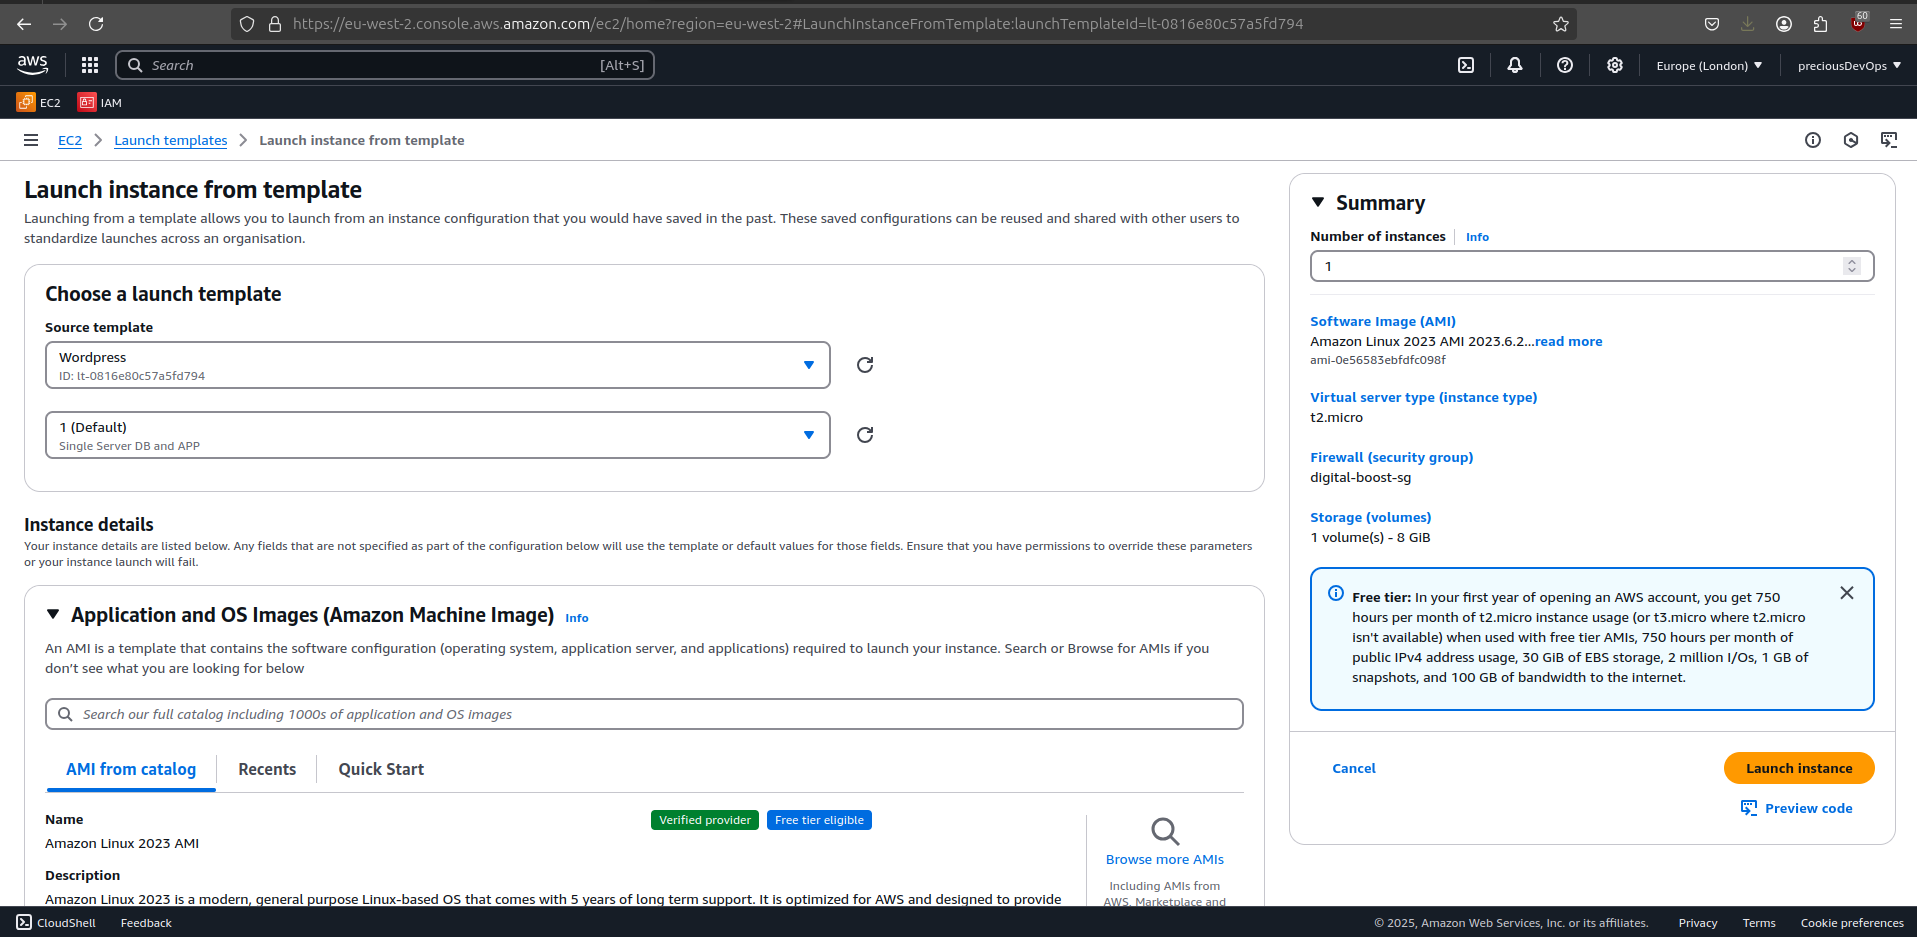 https://eu-west-2.console.aws.amazon.com/ec2/home?region=eu-west-2#LaunchInstanceFromTemplate:launchTemplateId=lt-0816e80c57a5fd794
60
aws
Search
[Alt+S]
Europe (London)
preciousDevOps
EC2
IAM
EC2
Launch templates
Launch instance from template
Launch instance from template
Launching from a template allows you to launch from an instance configuration that you would have saved in the past. These saved configurations can be reused and shared with other users to
standardize launches across an organisation.
Choose a launch template
Source template
Wordpress
ID: lt-0816e80c57a5fd794
1 (Default)
Single Server DB and APP
Instance details
Your instance details are listed below. Any fields that are not specified as part of the configuration below will use the template or default values for those fields. Ensure that you have permissions to override these parameters
or your instance launch will fail.
Application and OS Images (Amazon Machine Image)
Info
An AMI is a template that contains the software configuration (operating system, application server, and applications) required to launch your instance. Search or Browse for AMIs if you
don’t see what you are looking for below
Search our full catalog including 1000s of application and OS images
AMI from catalog
Recents
Quick Start
Name
Verified provider
Free tier eligible
Amazon Linux 2023 AMI
Description
Amazon Linux 2023 is a modern, general purpose Linux-based OS that comes with 5 years of long term support. It is optimized for AWS and designed to provide
Browse more AMIs
Including AMIs from
AWS, Marketplace and
Summary
Number of instances
Info
1
Software Image (AMI)
Amazon Linux 2023 AMI 2023.6.2...read more
ami-0e56583ebfdfc098f
Virtual server type (instance type)
t2.micro
Firewall (security group)
digital-boost-sg
Storage (volumes)
1 volume(s) - 8 GiB
Free tier: In your first year of opening an AWS account, you get 750
hours per month of t2.micro instance usage (or t3.micro where t2.micro
isn't available) when used with free tier AMIs, 750 hours per month of
public IPv4 address usage, 30 GiB of EBS storage, 2 million I/Os, 1 GB of
snapshots, and 100 GB of bandwidth to the internet.
Cancel
Launch instance
Preview code
CloudShell
Feedback
© 2025, Amazon Web Services, Inc. or its affiliates.
Privacy
Terms
Cookie preferences